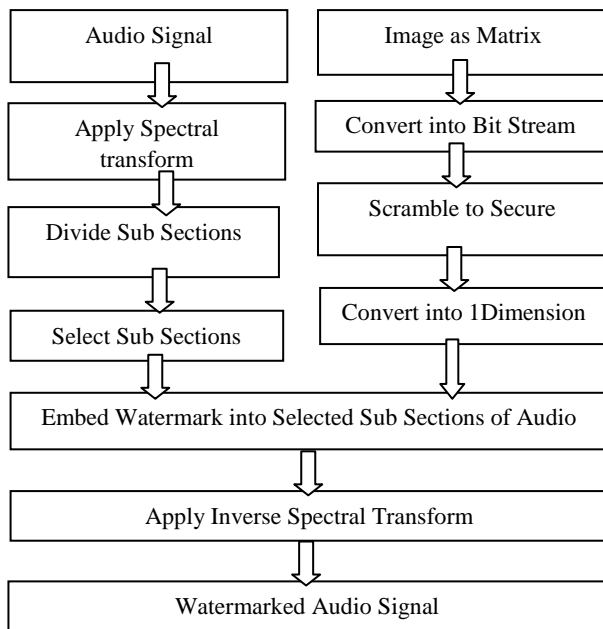 Audio Signal
Image as Matrix
Apply Spectral
transform
Convert into Bit Stream
Divide Sub Sections
Scramble to Secure
Select Sub Sections
Convert into 1Dimension
Embed Watermark into Selected Sub Sections of Audio
Apply Inverse Spectral Transform
Watermarked Audio Signal